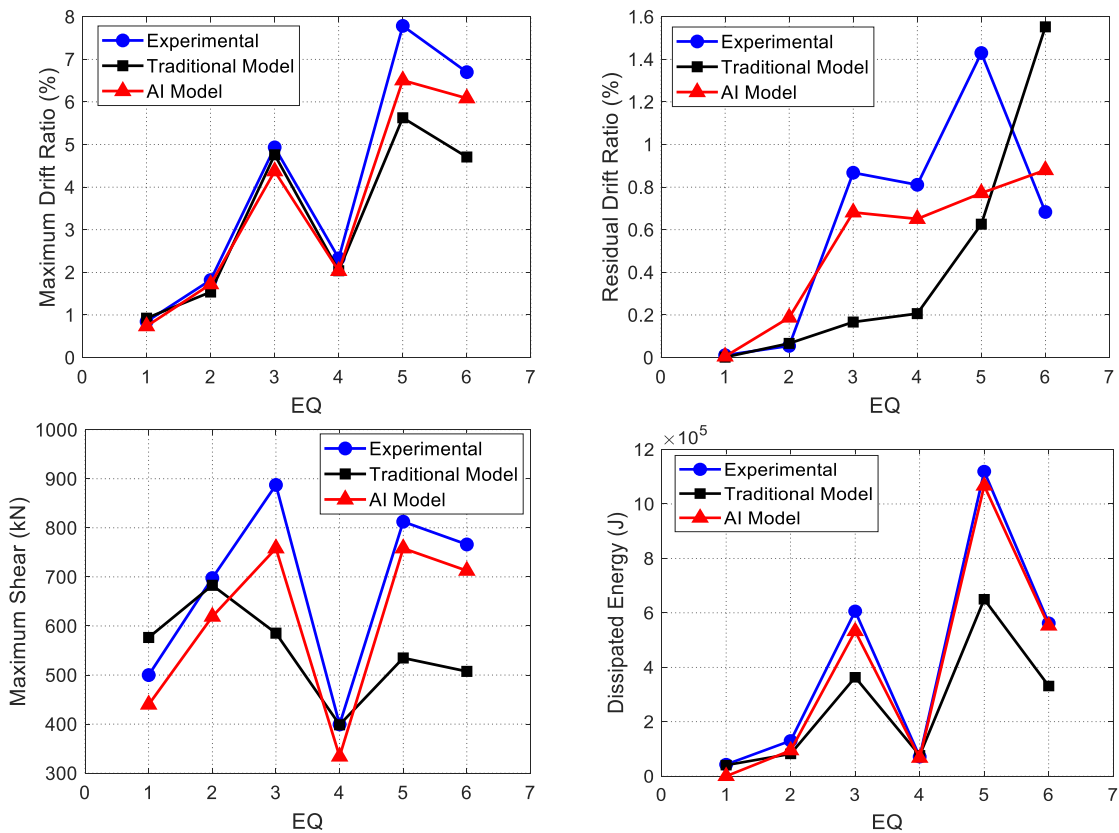 8
7
6
5
4
3
2
1
0
Maximum Drift Ratio (%)
Experimental
Traditional Model
AI Model
0 1 2 3 4 5 6 7
EQ
1.6
1.4
1.2
1
0.8
0.6
0.4
0.2
0
Residual Drift Ratio (%)
Experimental
Traditional Model
AI Model
0 1 2 3 4 5 6 7
EQ
1000
900
800
700
600
500
400
300
Maximum Shear (kN)
Experimental
Traditional Model
AI Model
0 1 2 3 4 5 6 7
EQ
×10⁵
12
10
8
6
4
2
0
Dissipated Energy (J)
Experimental
Traditional Model
AI Model
0 1 2 3 4 5 6 7
EQ